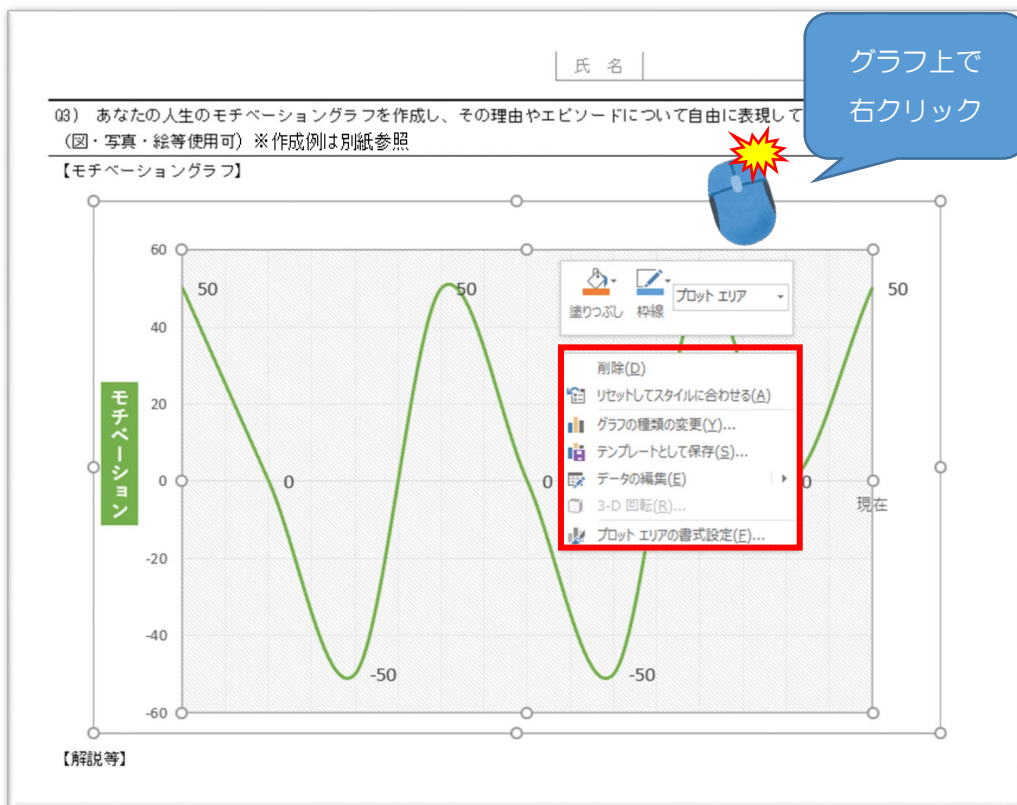 グラフ上で
右クリック
氏 名
Q3) あなたの人生のモチベーショングラフを作成し、その理由やエピソードについて自由に表現して
(図・写真・絵等使用可) ※作成例は別紙参照
【モチベーショングラフ】
60
50
50
50
塗りつぶし
枠線
プロット エリア
40
削除(D)
リセットしてスタイルに合わせる(A)
モチベーション
20
グラフの種類の変更(Y)...
テンプレートとして保存(S)...
0
0
0
データの編集(E)
0
3-D 回転(R)...
現在
プロット エリアの書式設定(F)...
-20
-40
-50
-50
-60
【解説等】